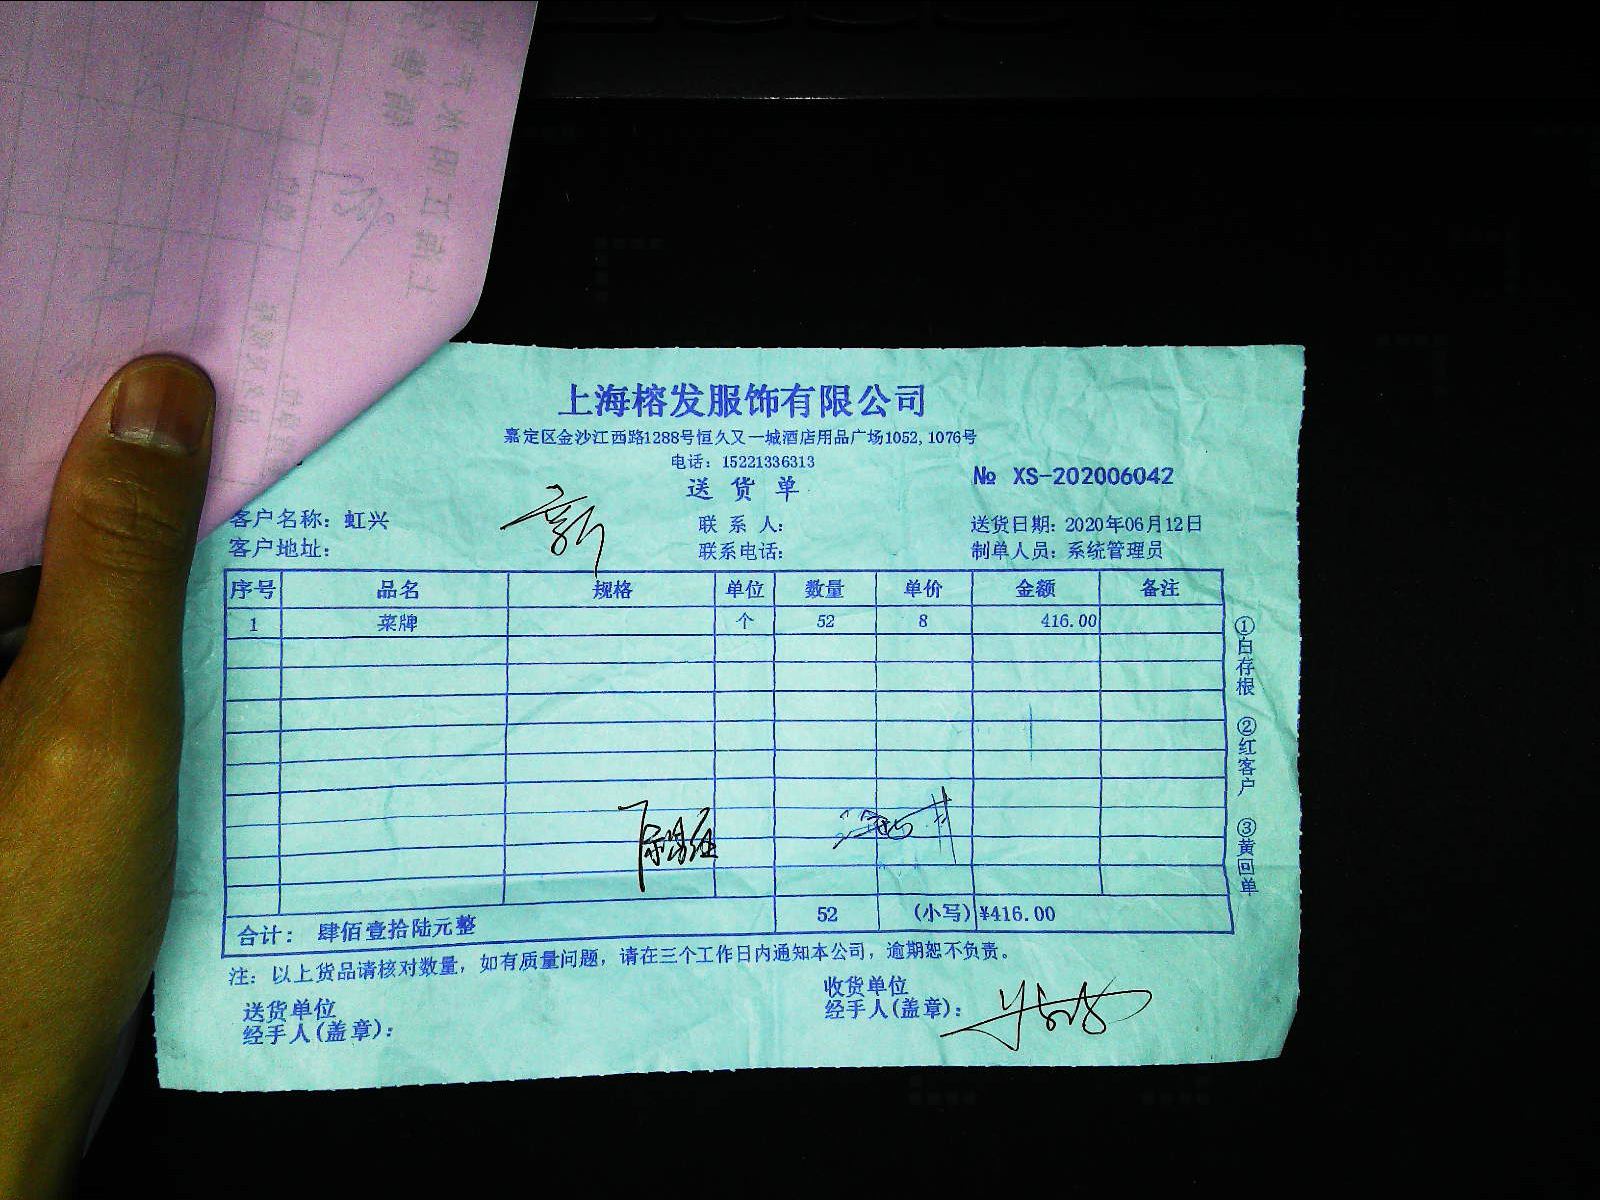 上海榕发服饰有限公司
嘉定区金沙江西路1288号恒久又一城酒店用品广场1052,1076号
电话：15221336313
送货单
№ XS-202006042
客户名称：虹兴
联系人：
送货日期：2020年06月12日
客户地址：
联系电话：
制单人员：系统管理员
序号 品名 规格 单位 数量 单价 金额 备注
1 菜牌 个 52 8 416.00
合计： 肆佰壹拾陆元整 52 (小写) ¥416.00
注：以上货品请核对数量，如有质量问题，请在三个工作日内通知本公司，逾期恕不负责。
送货单位
经手人(盖章)：
收货单位
经手人(盖章)：
①白存根 ②红客户 ③黄回单